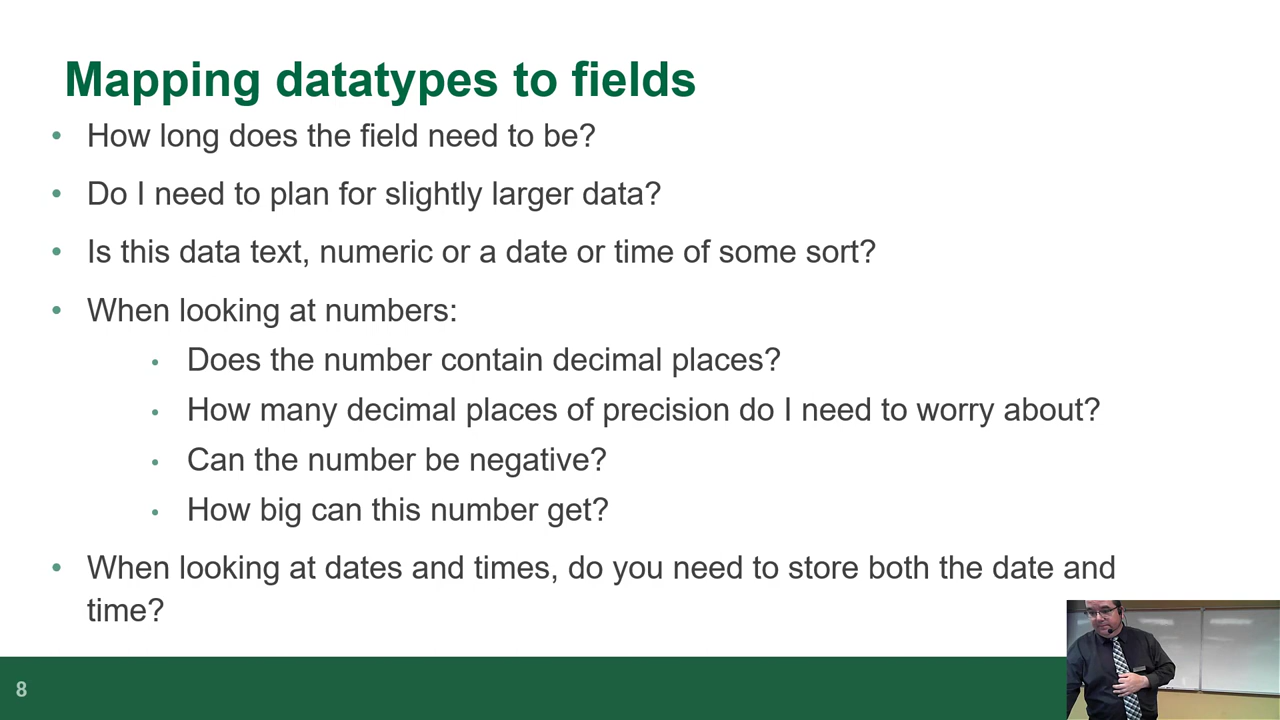 Mapping datatypes to fields
• How long does the field need to be?
• Do I need to plan for slightly larger data?
• Is this data text, numeric or a date or time of some sort?
• When looking at numbers:
• Does the number contain decimal places?
• How many decimal places of precision do I need to worry about?
• Can the number be negative?
• How big can this number get?
• When looking at dates and times, do you need to store both the date and
time?
8